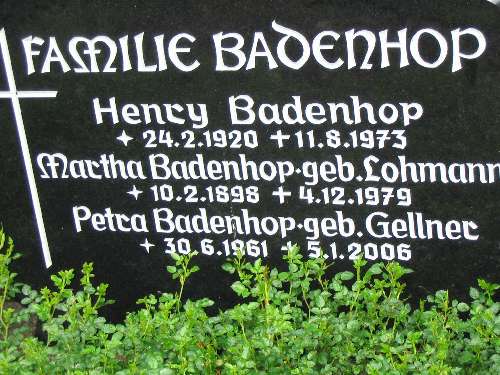 FAMILIE BADENHOP
Henry Badenhop
✦ 24.2.1920 ✝ 11.8.1973
Martha Badenhop·geb.Lohmann
✦ 10.2.1898 ✝ 4.12.1979
Petra Badenhop·geb.Gellner
✦ 30.6.1961 ✝ 5.1.2006